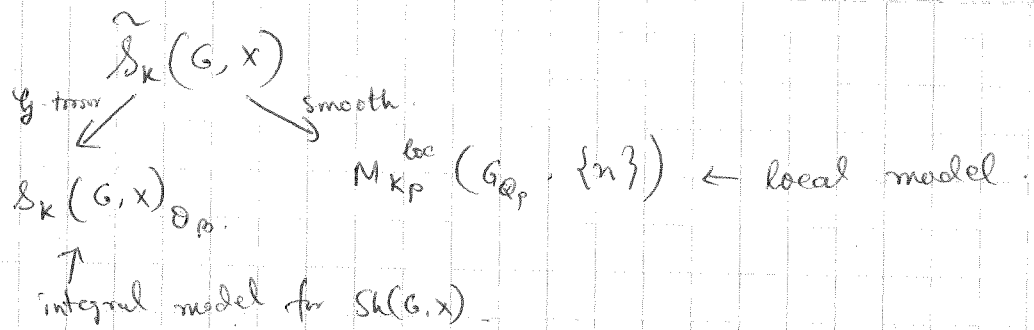 S̃_K(G, X)
G-torsor smooth
S_K(G, X)_{O_p}. M^{loc}_{K_p}(G_{Q_p}, {μ}) ← local model.
↑
integral model for Sh(G, X)